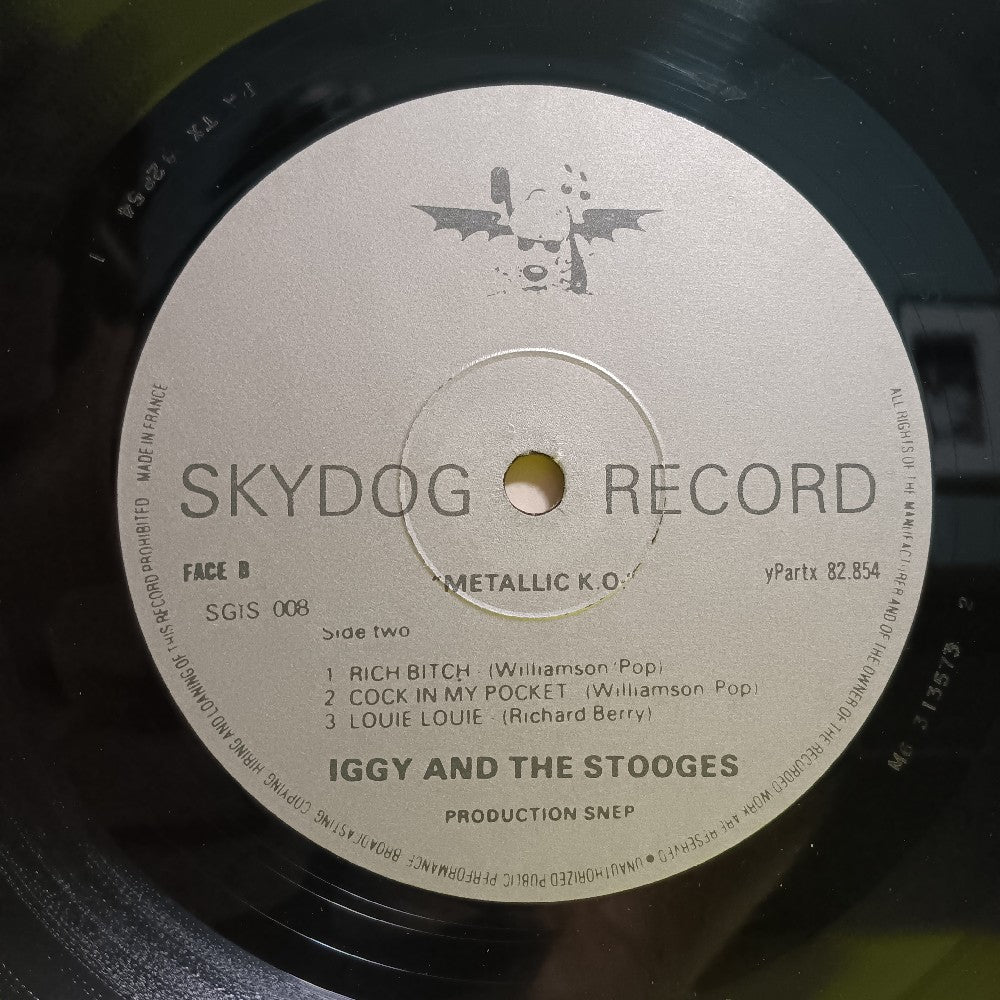 SKYDOG RECORD
FACE B
"METALLIC K.O."
yPartx 82.854
SGIS 008
Side two
1 RICH BITCH - (Williamson Pop)
2 COCK IN MY POCKET (Williamson Pop)
3 LOUIE LOUIE - (Richard Berry)
IGGY AND THE STOOGES
PRODUCTION SNEP
ALL RIGHTS OF THE MANUFACTURER AND OF THE OWNER OF THE RECORDED WORK ARE RESERVED ● UNAUTHORIZED PUBLIC PERFORMANCE BROADCASTING COPYING HIRING AND LOANING OF THIS RECORD PROHIBITED MADE IN FRANCE
M6 313573 2